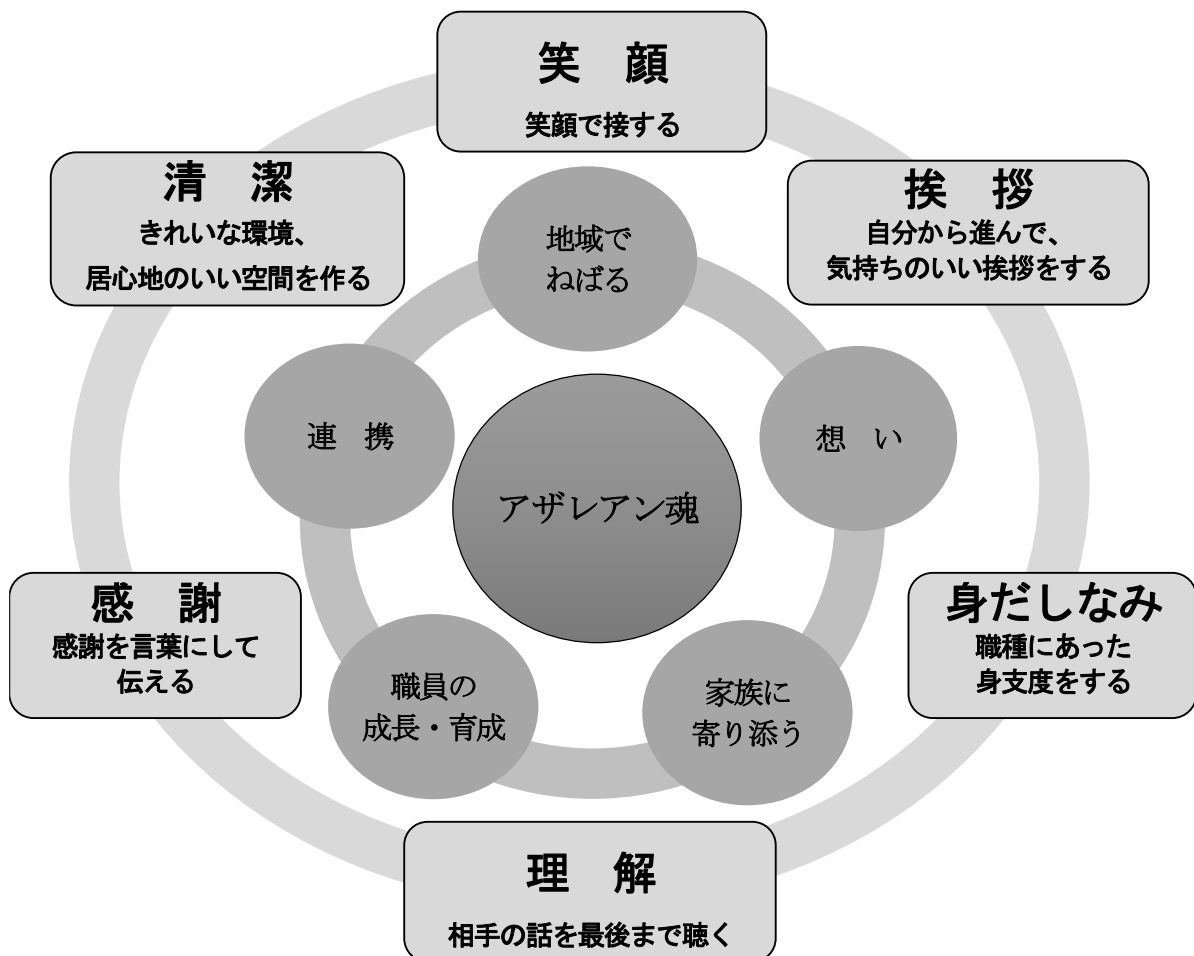 笑　顔
笑顔で接する
清　潔
きれいな環境、
居心地のいい空間を作る
挨　拶
自分から進んで、
気持ちのいい挨拶をする
地域で
ねばる
連　携
想　い
アザレアン魂
感　謝
感謝を言葉にして
伝える
身だしなみ
職種にあった
身支度をする
職員の
成長・育成
家族に
寄り添う
理　解
相手の話を最後まで聴く